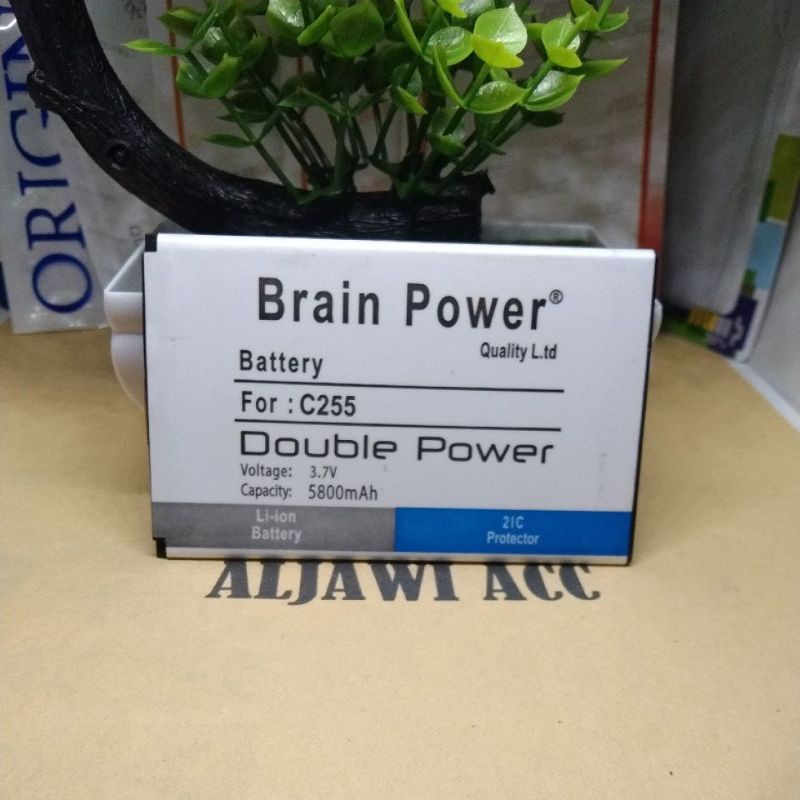 ORIGIN
Brain Power®
Quality L.td
Battery
For : C255
Double Power
Voltage: 3.7V
Capacity: 5800mAh
Li-ion
Battery
2IC
Protector
ALJAWI ACC